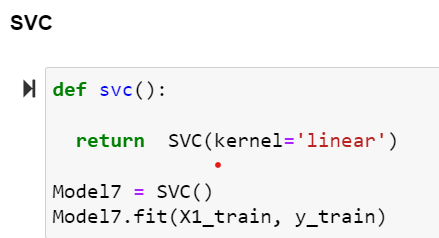 SVC
def svc():
return SVC(kernel='linear')
Model7 = SVC()
Model7.fit(X1_train, y_train)